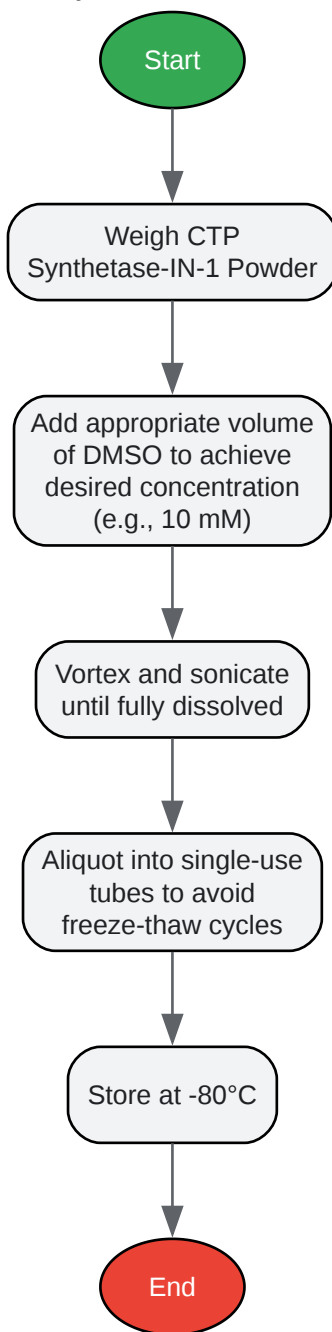 Start
Weigh CTP
Synthetase-IN-1 Powder
Add appropriate volume
of DMSO to achieve
desired concentration
(e.g., 10 mM)
Vortex and sonicate
until fully dissolved
Aliquot into single-use
tubes to avoid
freeze-thaw cycles
Store at -80°C
End